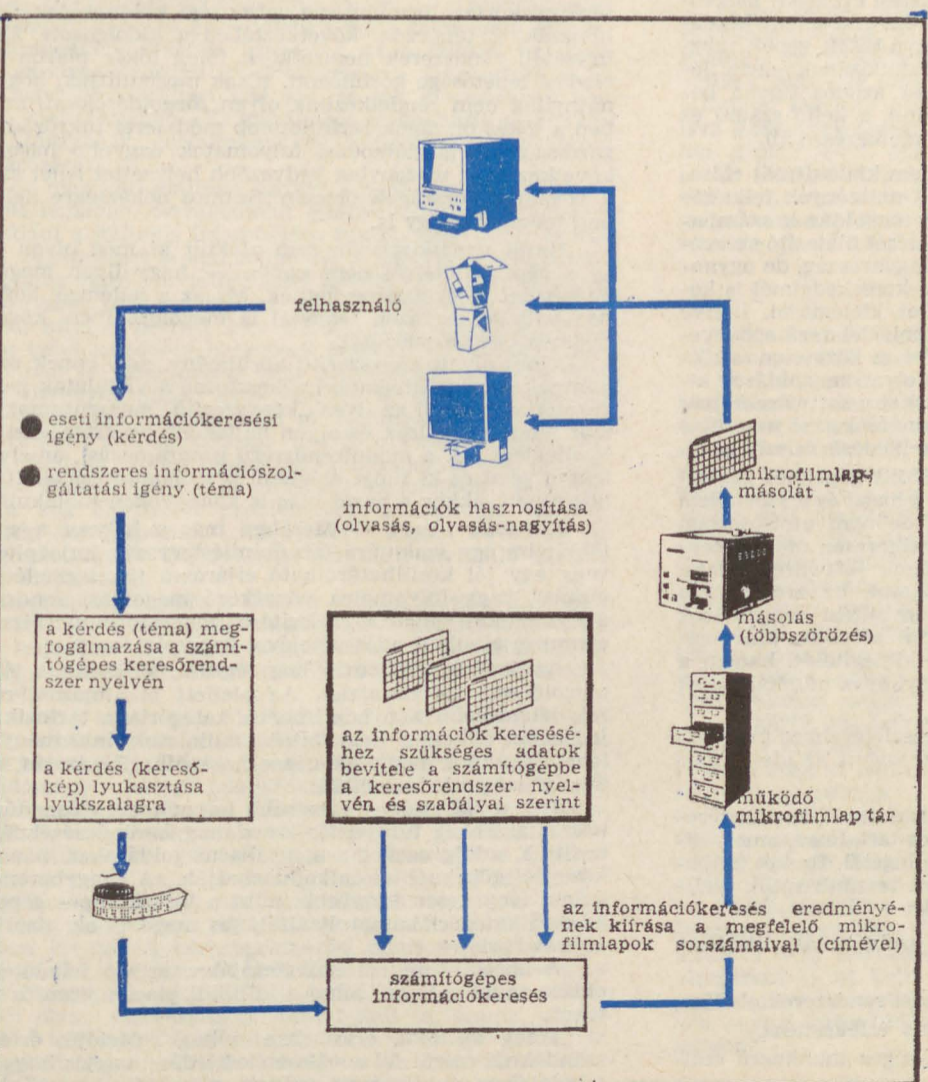 felhasználó
eseti információkeresési
igény (kérdés)
rendszeres információszol-
gáltatási igény (téma)
információk hasznosítása
(olvasás, olvasás-nagyítás)
mikrofilmlap-
másolat
másolás
(többszörözés)
a kérdés (téma) meg-
fogalmazása a számí-
tógépes keresőrend-
szer nyelvén
a kérdés (kereső-
kép) lyukasztása
lyukszalagra
az információk keresésé-
hez szükséges adatok
bevitele a számítógépbe
a keresőrendszer nyel-
vén és szabályai szerint
működő
mikrofilmlap tár
az információkeresés eredményé-
nek kiírása a megfelelő mikro-
filmlapok sorszámaival (címével)
számítógépes
információkeresés